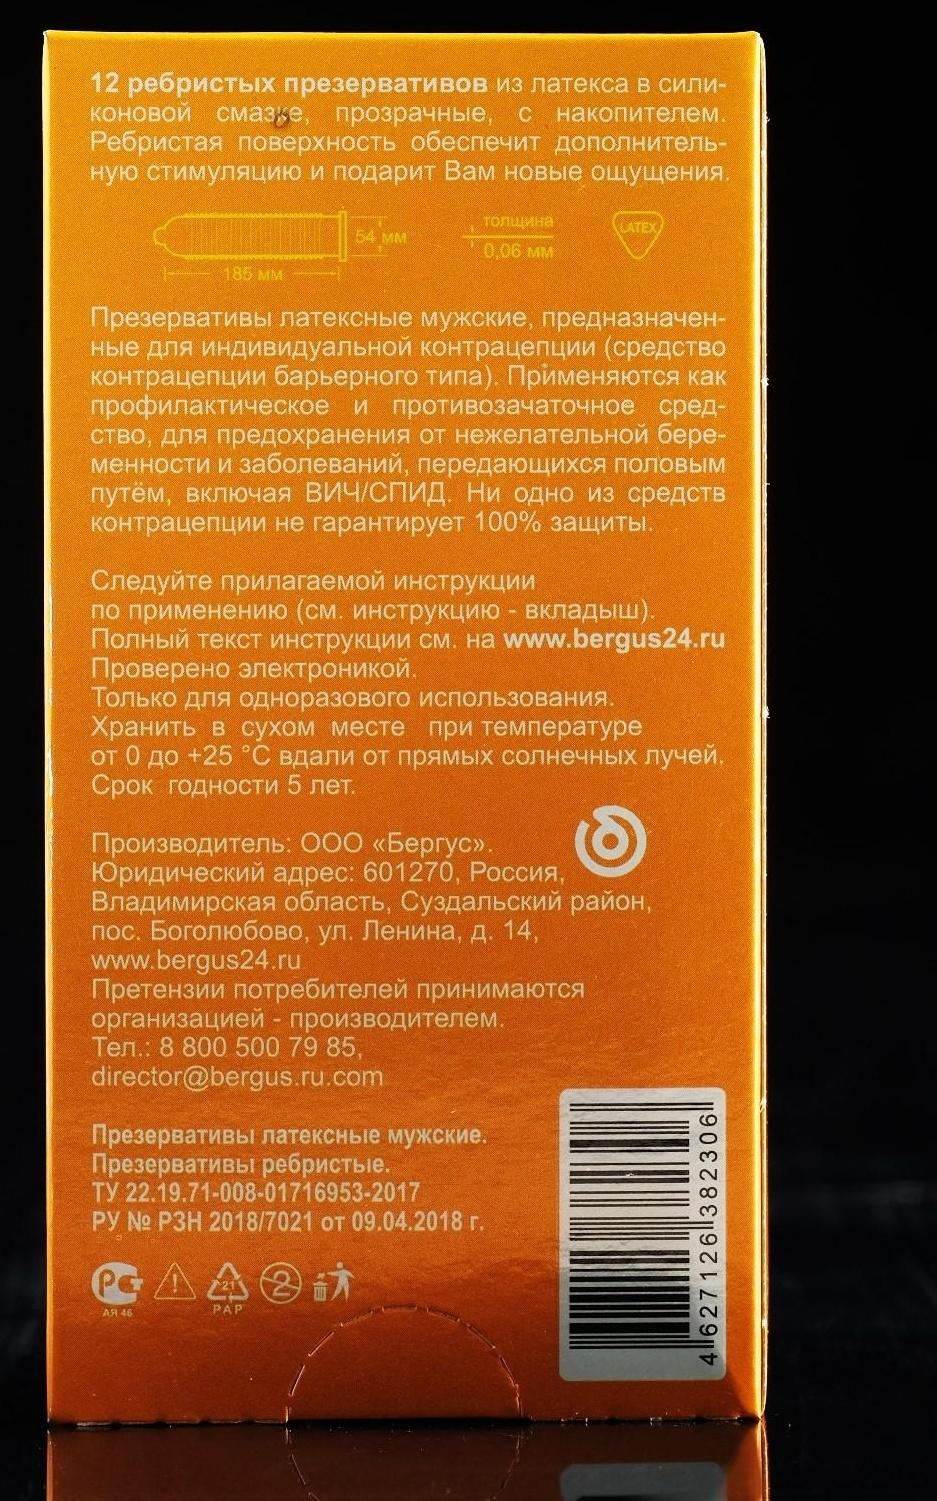 12 ребристых презервативов из латекса в сили-
коновой смазке, прозрачные, с накопителем.
Ребристая поверхность обеспечит дополнитель-
ную стимуляцию и подарит Вам новые ощущения.
54 мм
185 мм
толщина
0,06 мм
LATEX
Презервативы латексные мужские, предназначен-
ные для индивидуальной контрацепции (средство
контрацепции барьерного типа). Применяются как
профилактическое и противозачаточное сред-
ство, для предохранения от нежелательной бере-
менности и заболеваний, передающихся половым
путём, включая ВИЧ/СПИД. Ни одно из средств
контрацепции не гарантирует 100% защиты.
Следуйте прилагаемой инструкции
по применению (см. инструкцию - вкладыш).
Полный текст инструкции см. на www.bergus24.ru
Проверено электроникой.
Только для одноразового использования.
Хранить в сухом месте при температуре
от 0 до +25 °С вдали от прямых солнечных лучей.
Срок годности 5 лет.
Производитель: ООО «Бергус».
Юридический адрес: 601270, Россия,
Владимирская область, Суздальский район,
пос. Боголюбово, ул. Ленина, д. 14,
www.bergus24.ru
Претензии потребителей принимаются
организацией - производителем.
Тел.: 8 800 500 79 85,
director@bergus.ru.com
Презервативы латексные мужские.
Презервативы ребристые.
ТУ 22.19.71-008-01716953-2017
РУ № РЗН 2018/7021 от 09.04.2018 г.
РСТ
АЯ 46
21
PAP
2
4 627126 382306